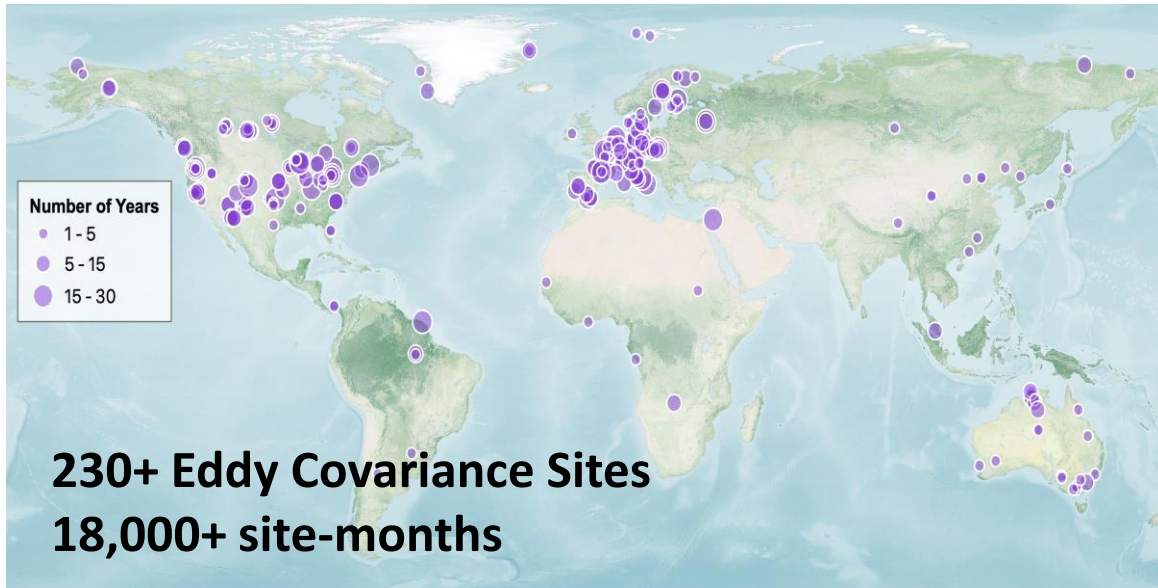 Number of Years
1 - 5
5 - 15
15 - 30
230+ Eddy Covariance Sites
18,000+ site-months